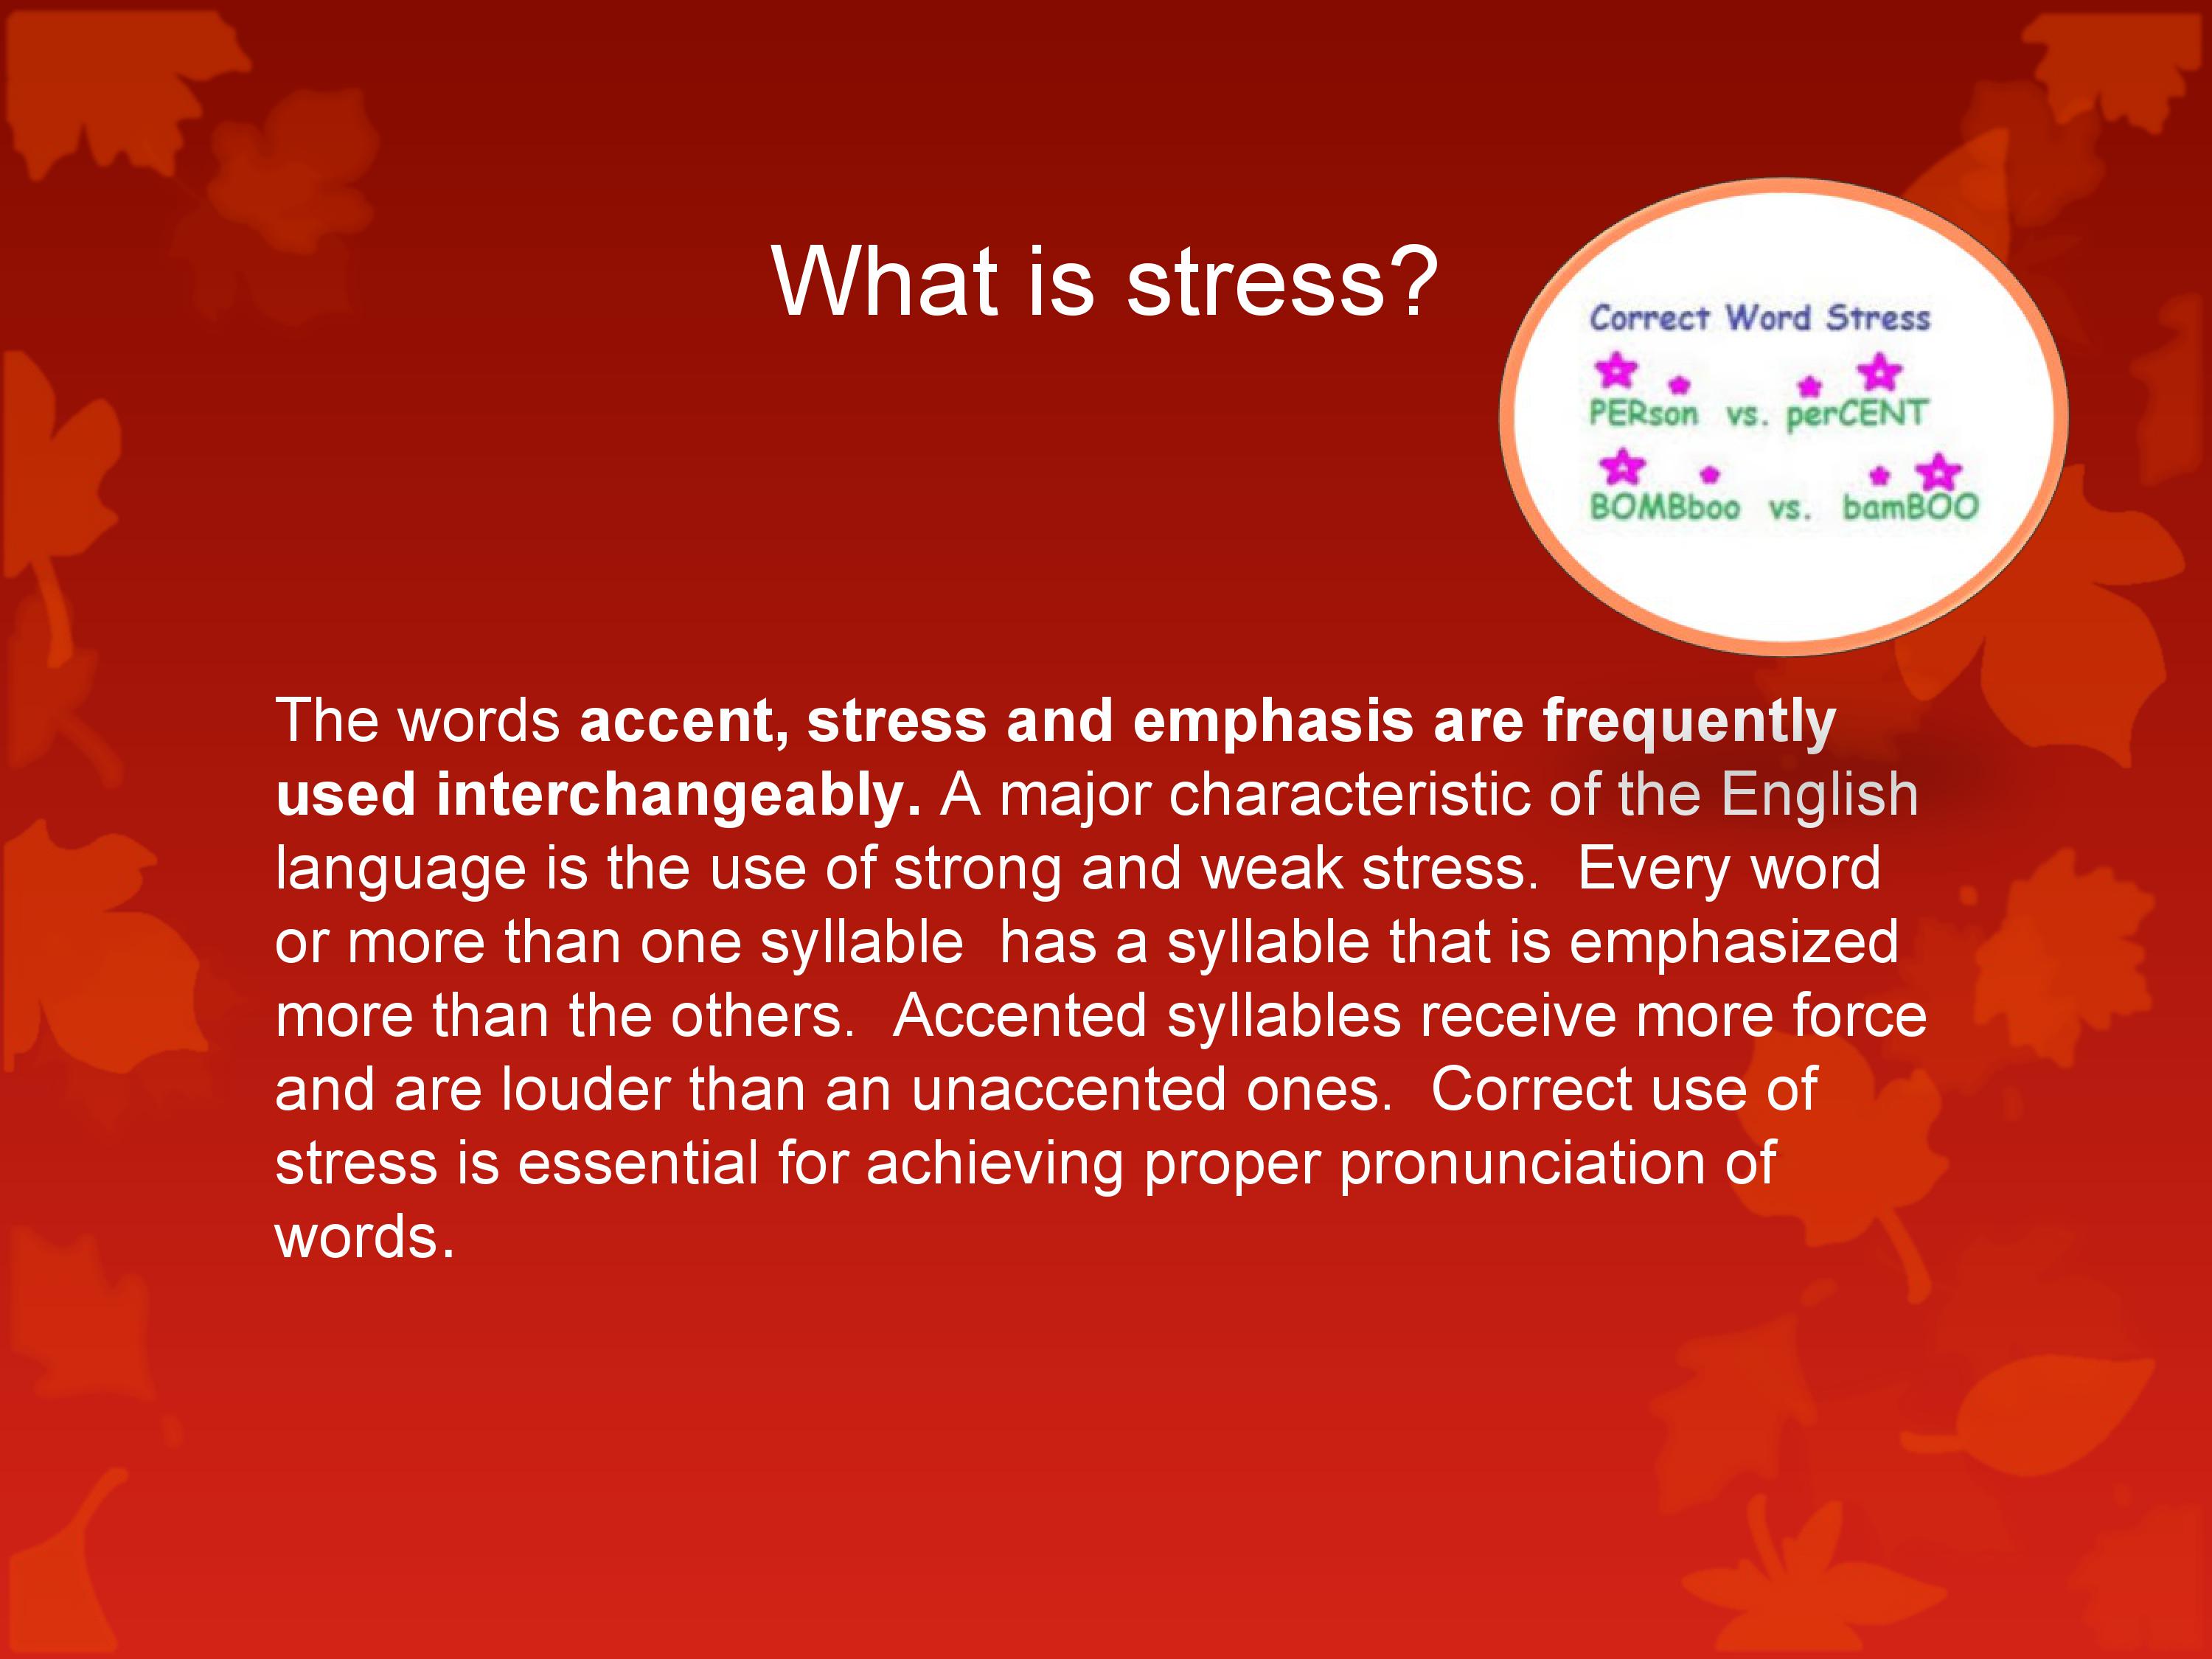 What is stress?
Correct Word Stress
PERson vs. perCENT
BOMBboo vs. bamBOO
The words accent, stress and emphasis are frequently
used interchangeably. A major characteristic of the English
language is the use of strong and weak stress. Every word
or more than one syllable has a syllable that is emphasized
more than the others. Accented syllables receive more force
and are louder than an unaccented ones. Correct use of
stress is essential for achieving proper pronunciation of
words.